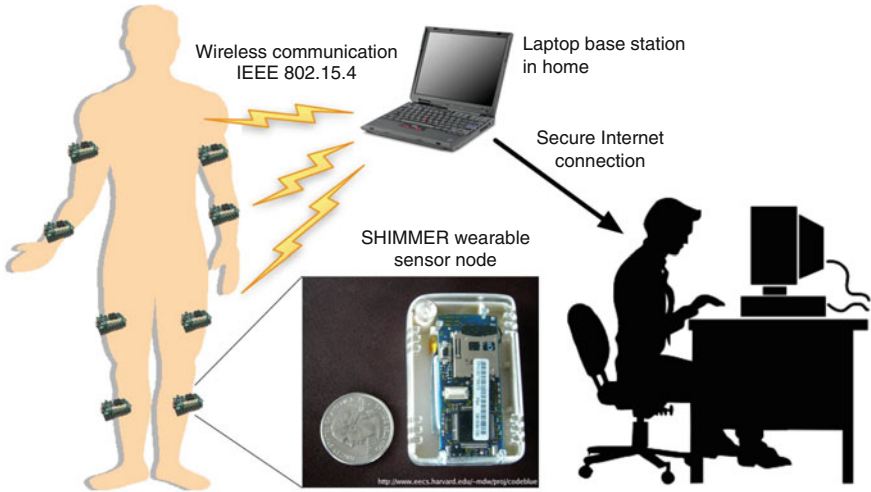 Wireless communication
IEEE 802.15.4
Laptop base station
in home
Secure Internet
connection
SHIMMER wearable
sensor node
http://www.eecs.harvard.edu/~mdw/proj/codeblue